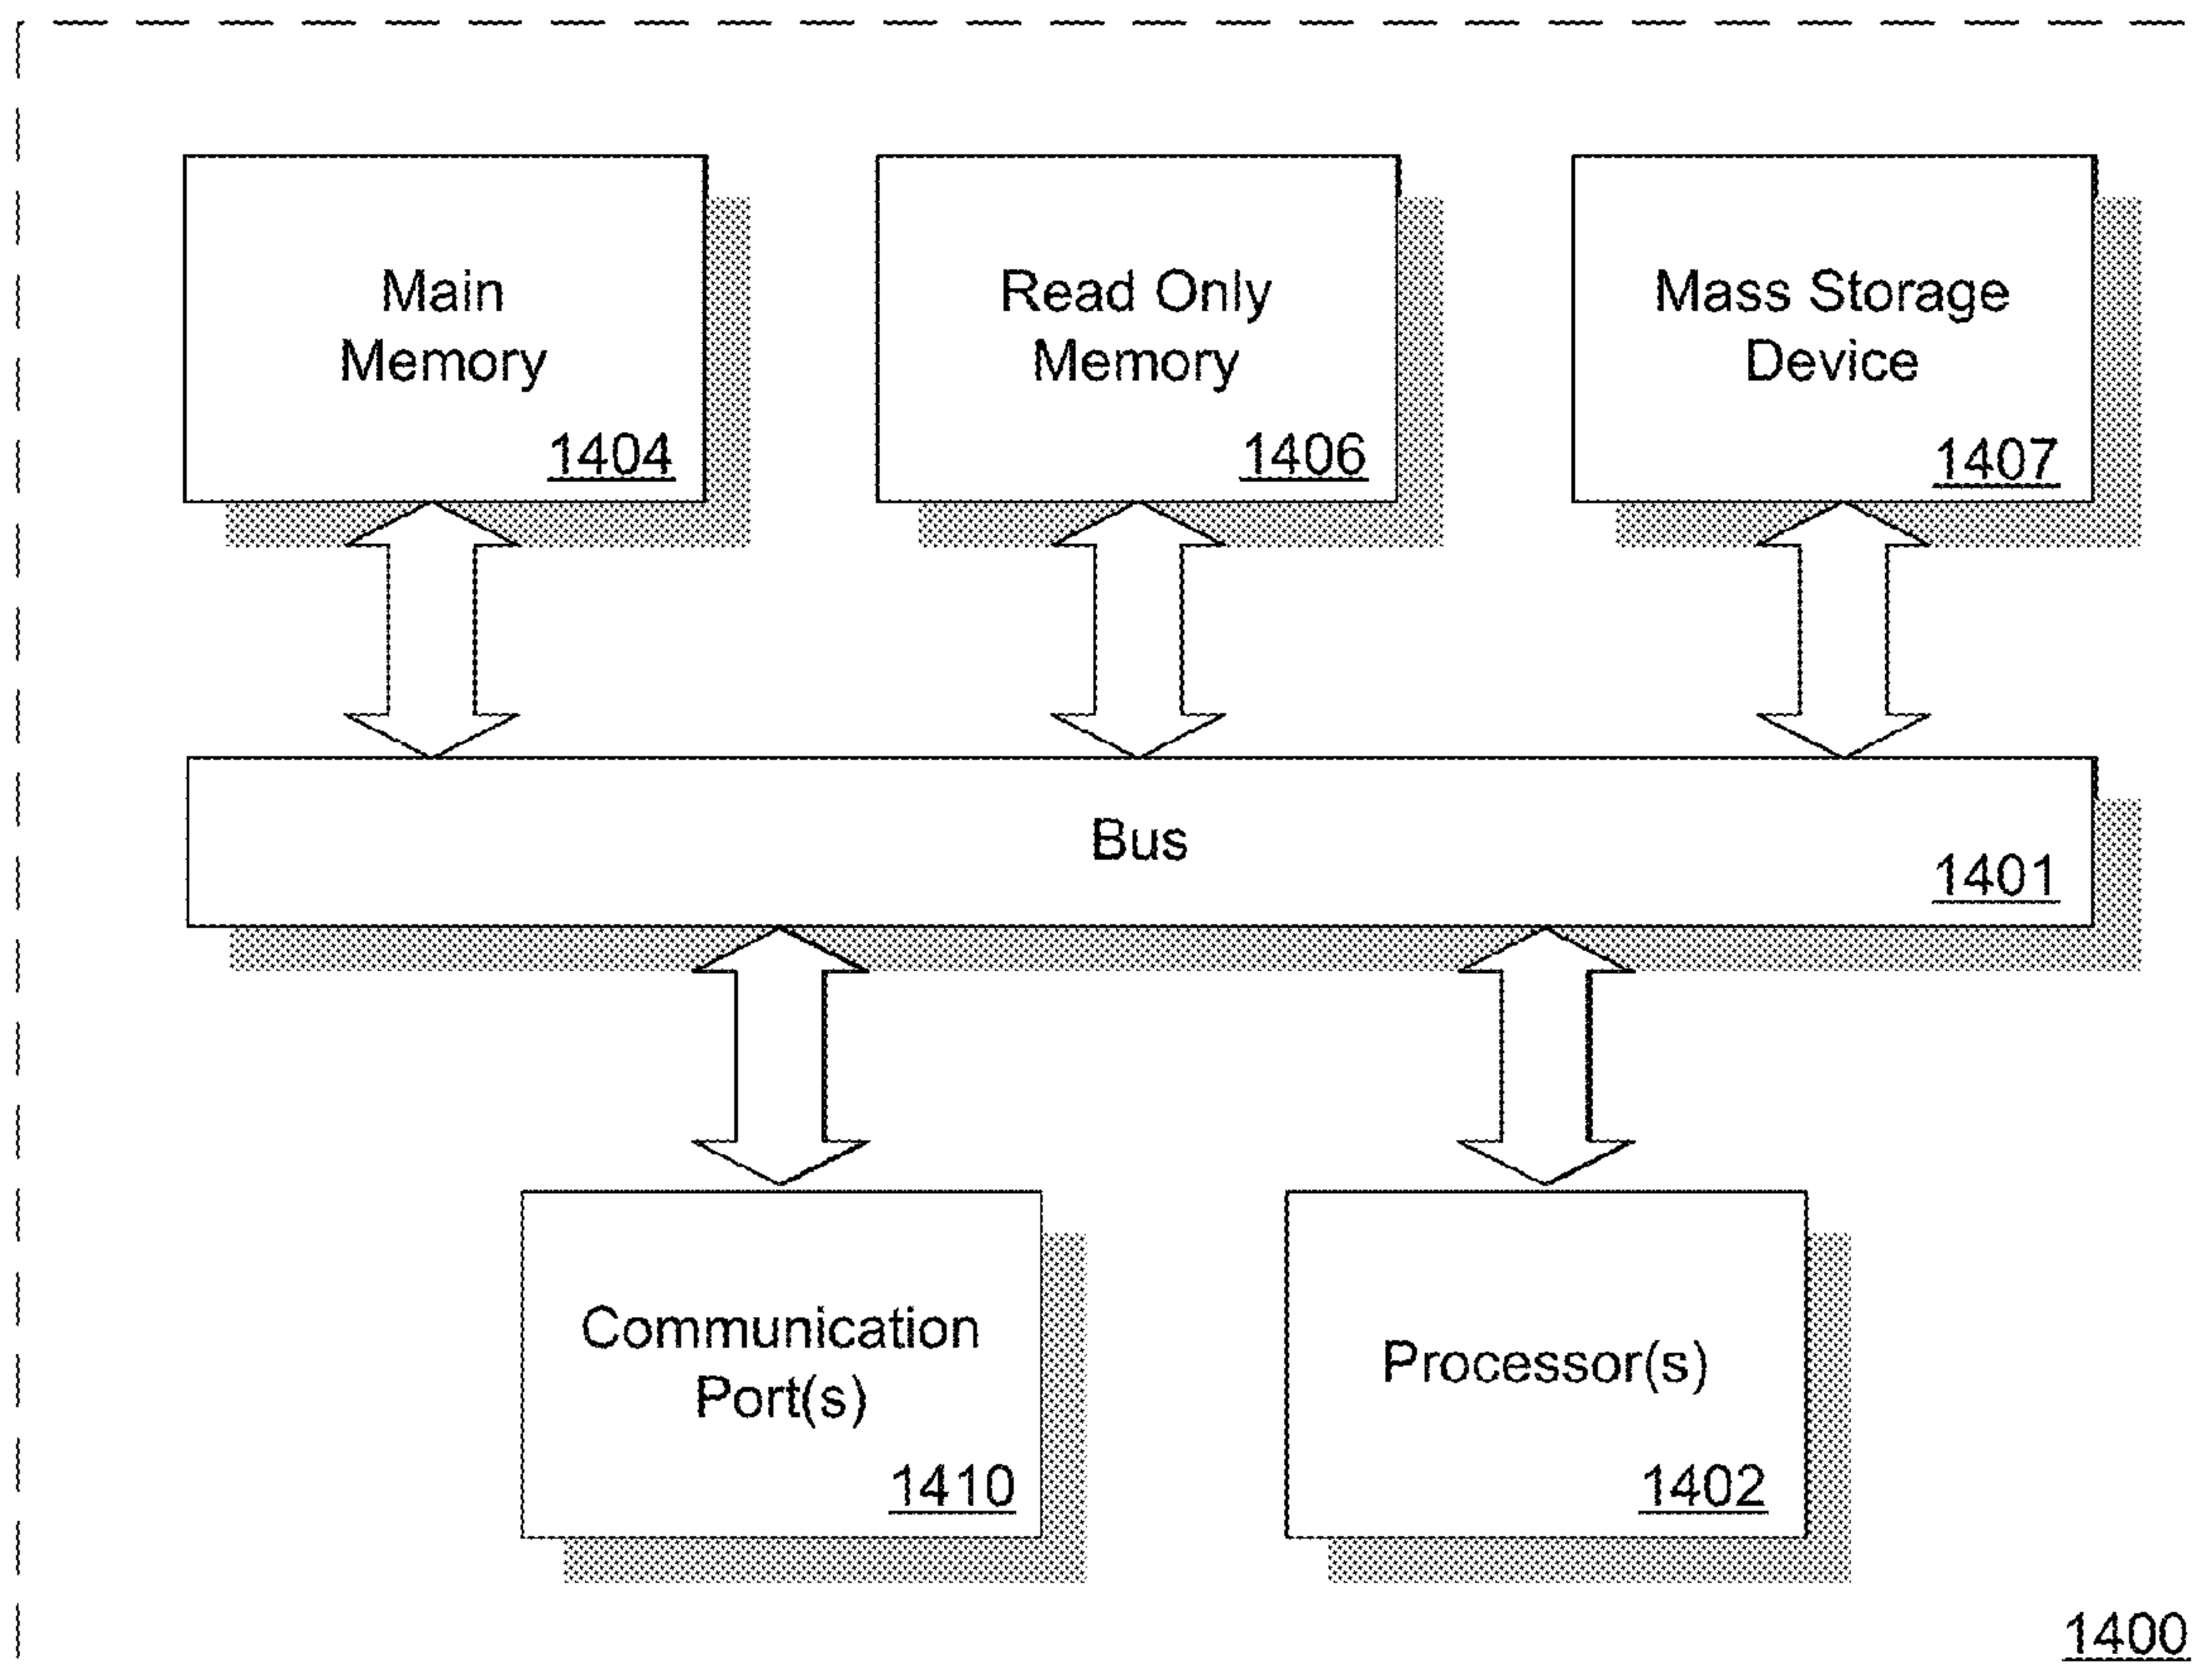 Main
Memory
1404
Read Only
Memory
1406
Mass Storage
Device
1407
Bus
1401
Communication
Port(s)
1410
Processor(s)
1402
1400